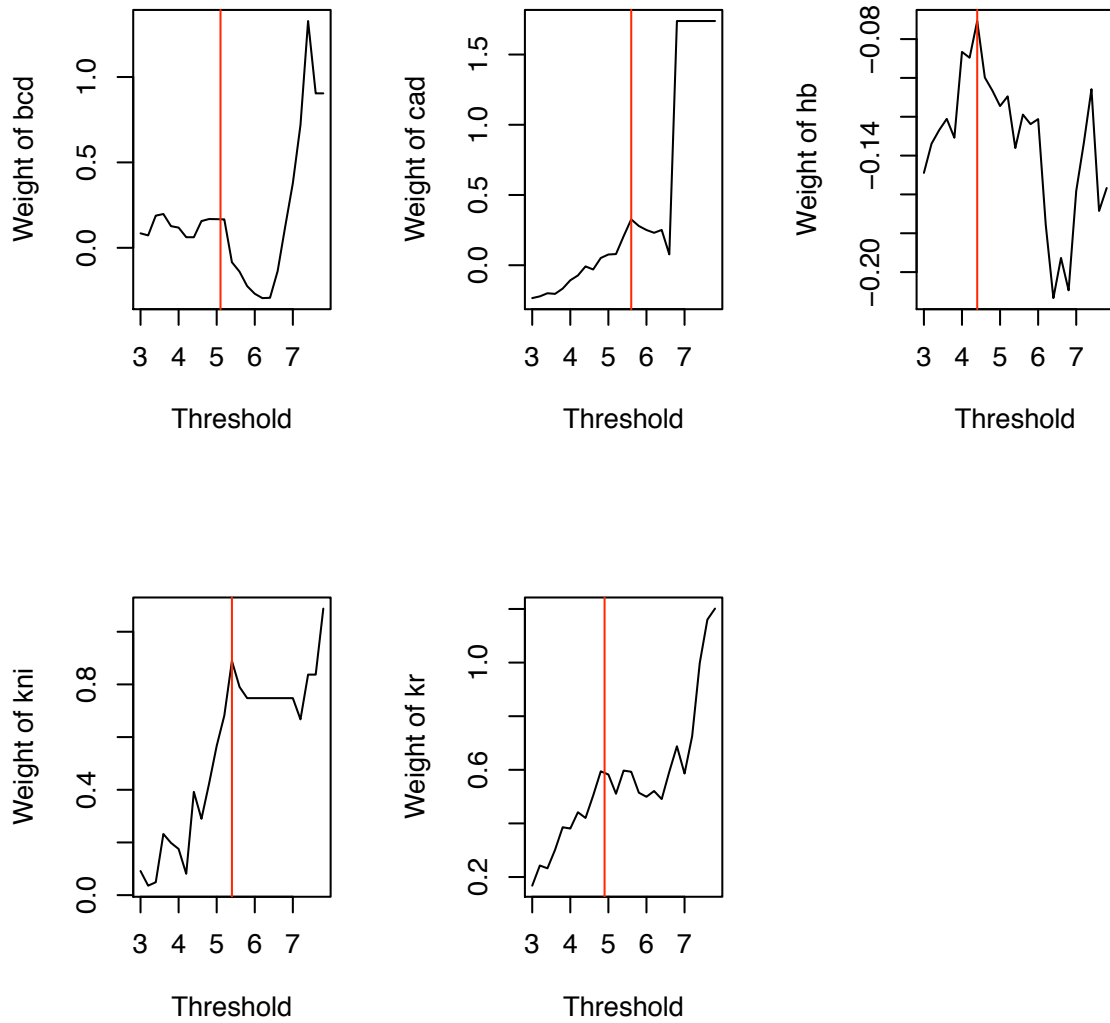 Weight of bcd
0.0 0.5 1.0
3 4 5 6 7
Threshold
Weight of cad
0.0 0.5 1.0 1.5
3 4 5 6 7
Threshold
Weight of hb
−0.20 −0.14 −0.08
3 4 5 6 7
Threshold
Weight of kni
0.0 0.4 0.8
3 4 5 6 7
Threshold
Weight of kr
0.2 0.6 1.0
3 4 5 6 7
Threshold